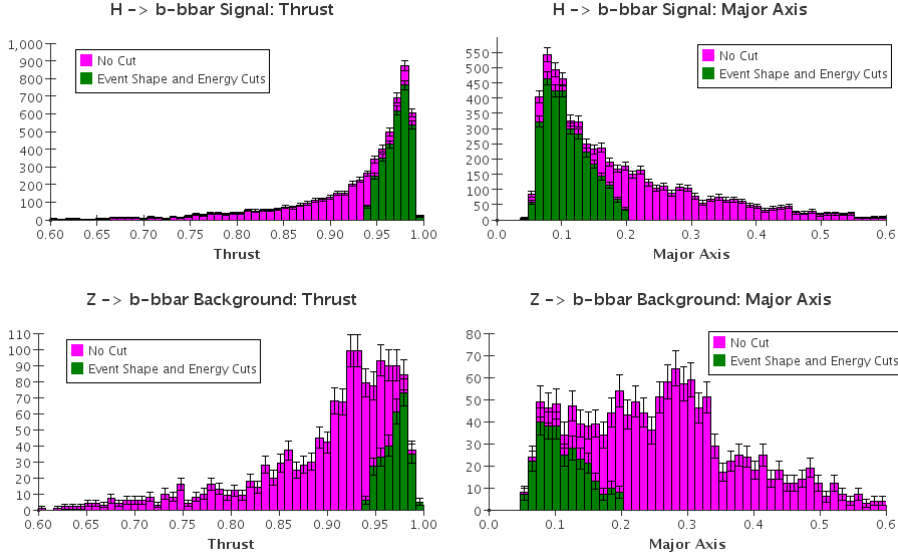 H -> b-bbar Signal: Thrust
1,000
900
800
700
600
500
400
300
200
100
0
No Cut
Event Shape and Energy Cuts
0.60 0.65 0.70 0.75 0.80 0.85 0.90 0.95 1.00
Thrust
H -> b-bbar Signal: Major Axis
550
500
450
400
350
300
250
200
150
100
50
0
No Cut
Event Shape and Energy Cuts
0.0 0.1 0.2 0.3 0.4 0.5 0.6
Major Axis
Z -> b-bbar Background: Thrust
110
100
90
80
70
60
50
40
30
20
10
0
No Cut
Event Shape and Energy Cuts
0.60 0.65 0.70 0.75 0.80 0.85 0.90 0.95 1.00
Thrust
Z -> b-bbar Background: Major Axis
80
70
60
50
40
30
20
10
0
No Cut
Event Shape and Energy Cuts
0.0 0.1 0.2 0.3 0.4 0.5 0.6
Major Axis